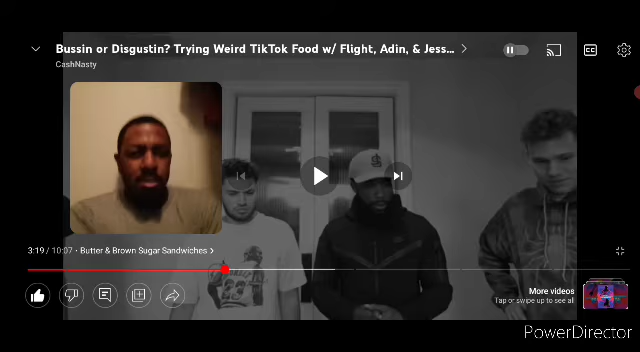 Bussin or Disgustin? Trying Weird TikTok Food w/ Flight, Adin, & Jess...
CashNasty
CC
3:19 / 10:07 · Butter & Brown Sugar Sandwiches
More videos
Tap or swipe up to see all
PowerDirector